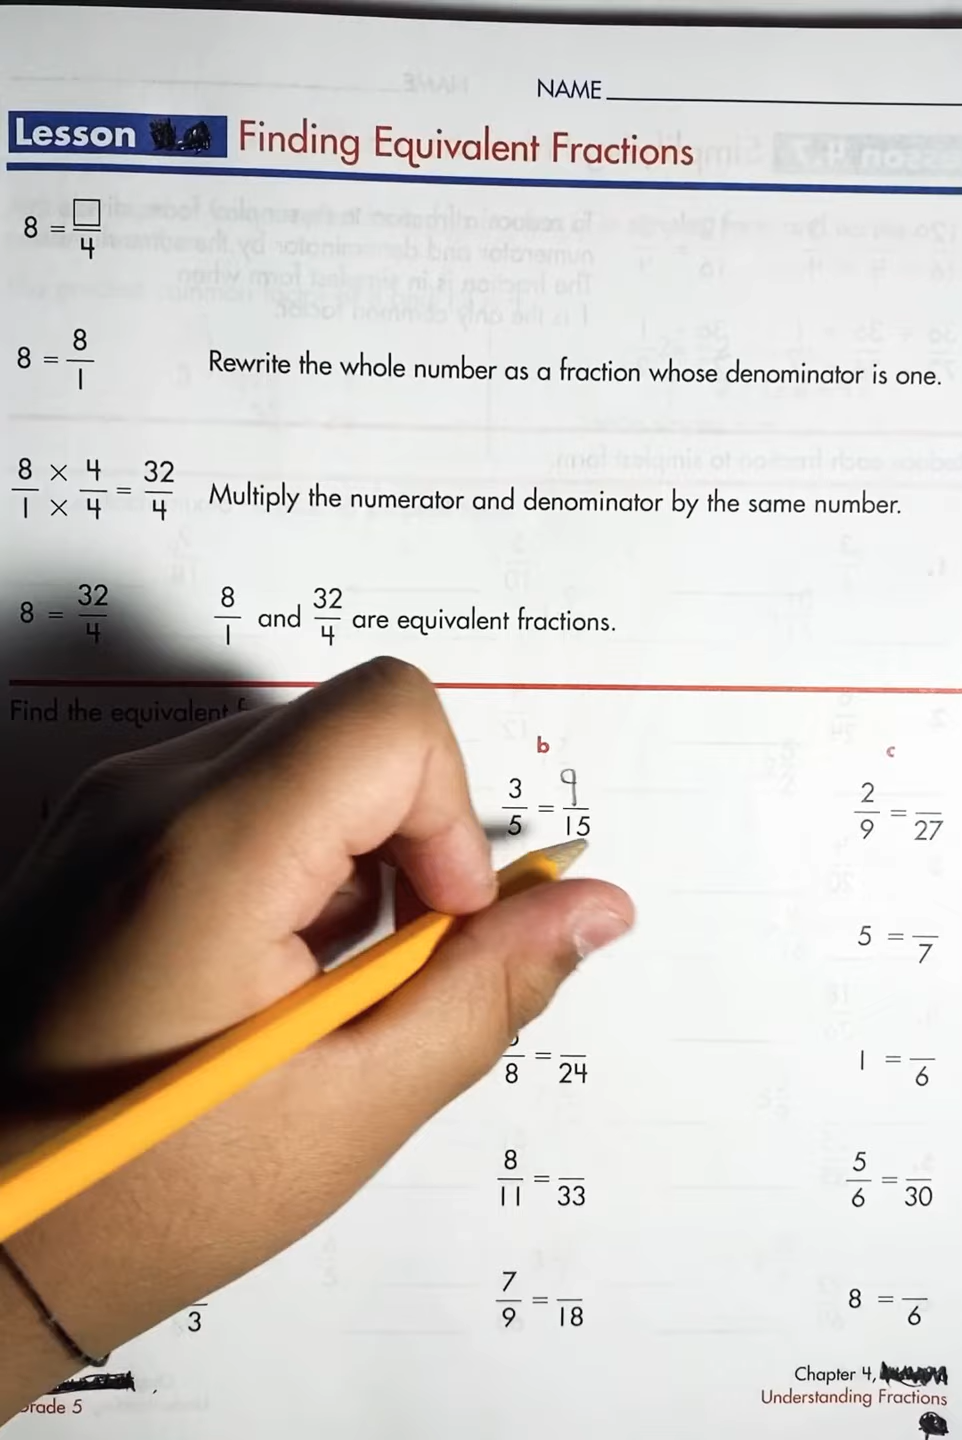 NAME
Lesson Finding Equivalent Fractions
8 = □/4
8 = 8/1 Rewrite the whole number as a fraction whose denominator is one.
8/1 × 4/4 = 32/4 Multiply the numerator and denominator by the same number.
8 = 32/4 8/1 and 32/4 are equivalent fractions.
Find the equivalent
b c
3/5 = 9/15 2/9 = /27
5 = /7
/8 = /24 1 = /6
8/11 = /33 5/6 = /30
/3 7/9 = /18 8 = /6
Chapter 4,
Grade 5 Understanding Fractions